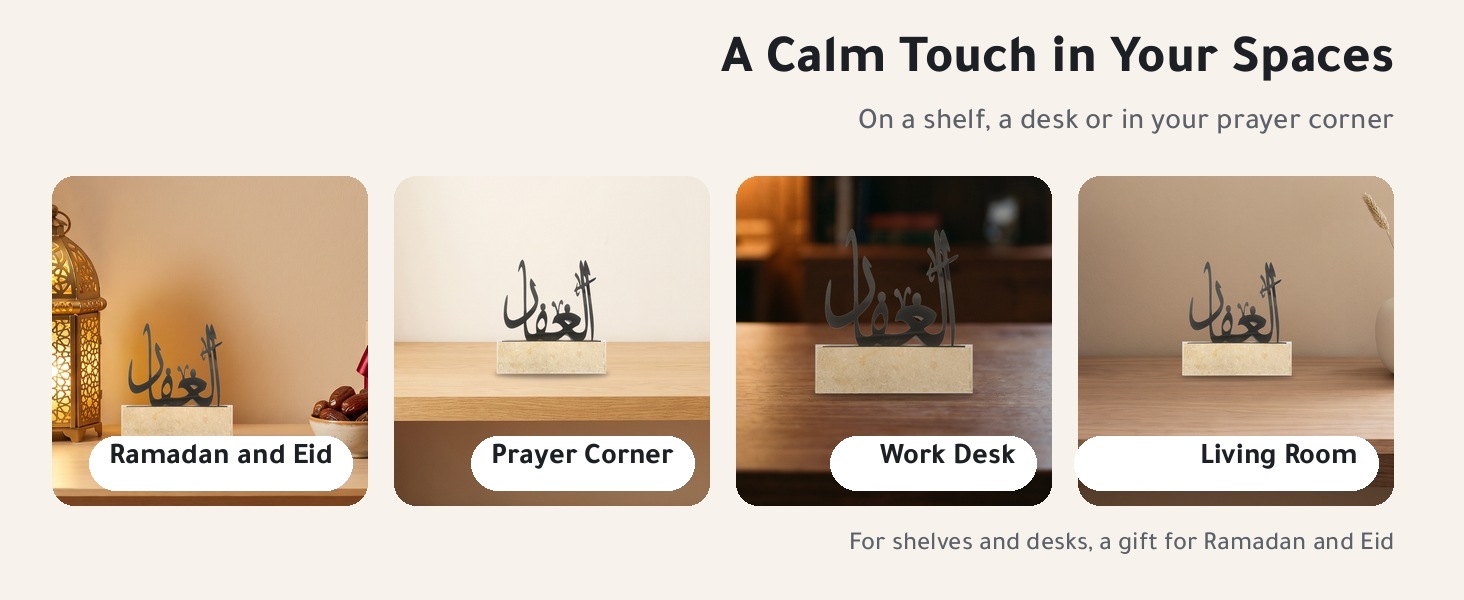 A Calm Touch in Your Spaces
On a shelf, a desk or in your prayer corner
الغفار
الغفار
الغفار
الغفار
Ramadan and Eid
Prayer Corner
Work Desk
Living Room
For shelves and desks, a gift for Ramadan and Eid